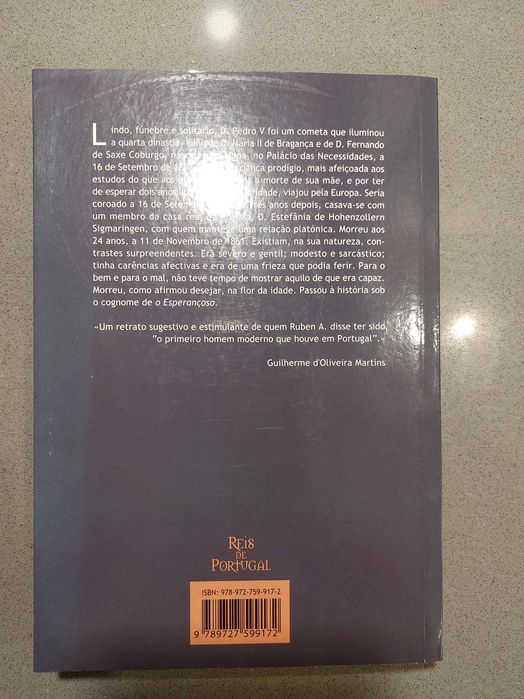 Lindo, fúnebre e solitário, D. Pedro V foi um cometa que iluminou
a quarta dinastia. Filho de D. Maria II de Bragança e de D. Fernando
de Saxe Coburgo, nasceu no Palácio das Necessidades, a
16 de Setembro de criança prodígio, mais afeiçoada aos
estudos do que aos à morte de sua mãe, e por ter
de esperar dois anos idade, viajou pela Europa. Seria
coroado a 16 de Setembro mês anos depois, casava-se com
um membro da casa real D. Estefânia de Hohenzollern
Sigmaringen, com quem manteve uma relação platónica. Morreu aos
24 anos, a 11 de Novembro de 1861. Existiam, na sua natureza, con-
trastes surpreendentes. Era severo e gentil; modesto e sarcástico;
tinha carências afectivas e era de uma frieza que podia ferir. Para o
bem e para o mal, não teve tempo de mostrar aquilo de que era capaz.
Morreu, como afirmou desejar, na flor da idade. Passou à história sob
o cognome de o Esperançoso.
«Um retrato sugestivo e estimulante de quem Ruben A. disse ter sido
"o primeiro homem moderno que houve em Portugal".»
Guilherme d'Oliveira Martins
REIS
DE
PORTUGAL
ISBN: 978-972-759-917-2
9 789727 599172